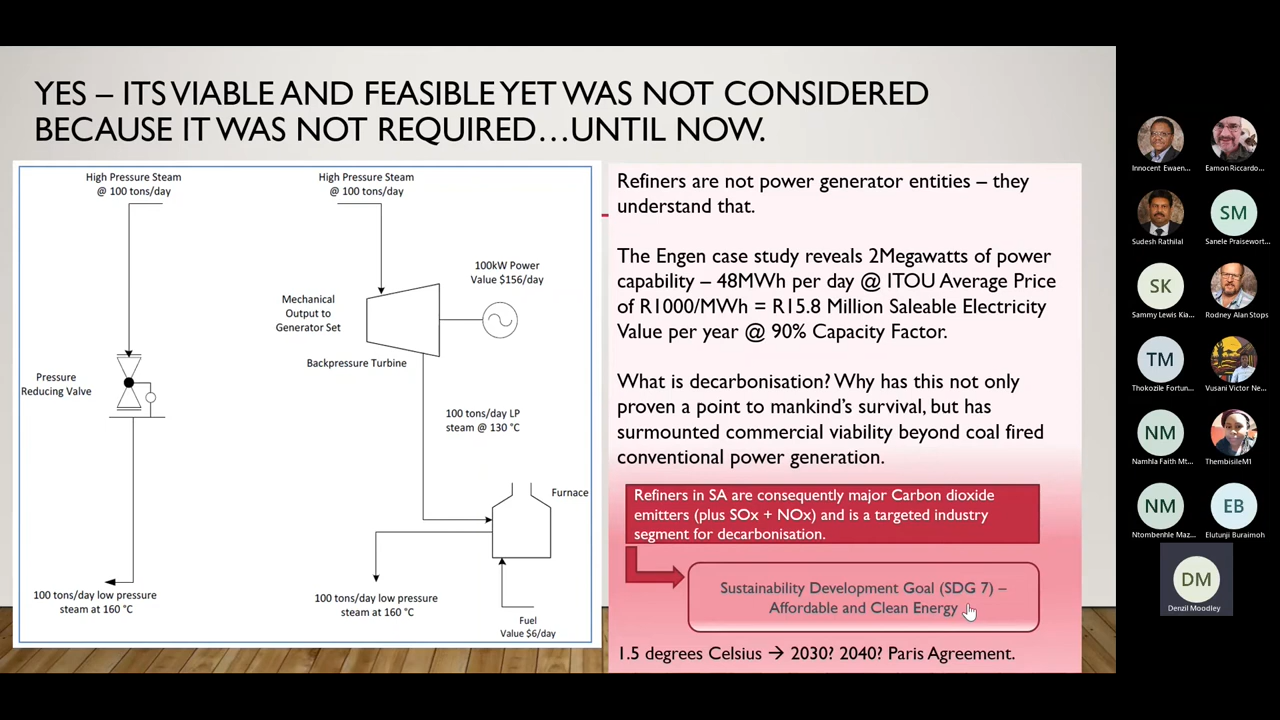 YES – ITS VIABLE AND FEASIBLE YET WAS NOT CONSIDERED
BECAUSE IT WAS NOT REQUIRED…UNTIL NOW.
High Pressure Steam
@ 100 tons/day
High Pressure Steam
@ 100 tons/day
100kW Power
Value $156/day
Mechanical
Output to
Generator Set
Backpressure Turbine
Pressure
Reducing Valve
100 tons/day LP
steam @ 130 °C
Furnace
100 tons/day low pressure
steam at 160 °C
100 tons/day low pressure
steam at 160 °C
Fuel
Value $6/day
Refiners are not power generator entities – they
understand that.
The Engen case study reveals 2Megawatts of power
capability – 48MWh per day @ ITOU Average Price
of R1000/MWh = R15.8 Million Saleable Electricity
Value per year @ 90% Capacity Factor.
What is decarbonisation? Why has this not only
proven a point to mankind's survival, but has
surmounted commercial viability beyond coal fired
conventional power generation.
Refiners in SA are consequently major Carbon dioxide
emitters (plus SOx + NOx) and is a targeted industry
segment for decarbonisation.
Sustainability Development Goal (SDG 7) –
Affordable and Clean Energy
1.5 degrees Celsius → 2030? 2040? Paris Agreement.
Innocent Ewaen...
Eamon Riccardo...
Sudesh Rathilal
SM
Sanele Praisewort...
SK
Sammy Lewis Kia...
Rodney Alan Stops
TM
Thokozile Fortun...
Vusani Victor Ne...
NM
Namhla Faith Mt...
ThembisileM1
NM
Ntombenhle Maz...
EB
Elutunji Buraimoh
DM
Denzil Moodley